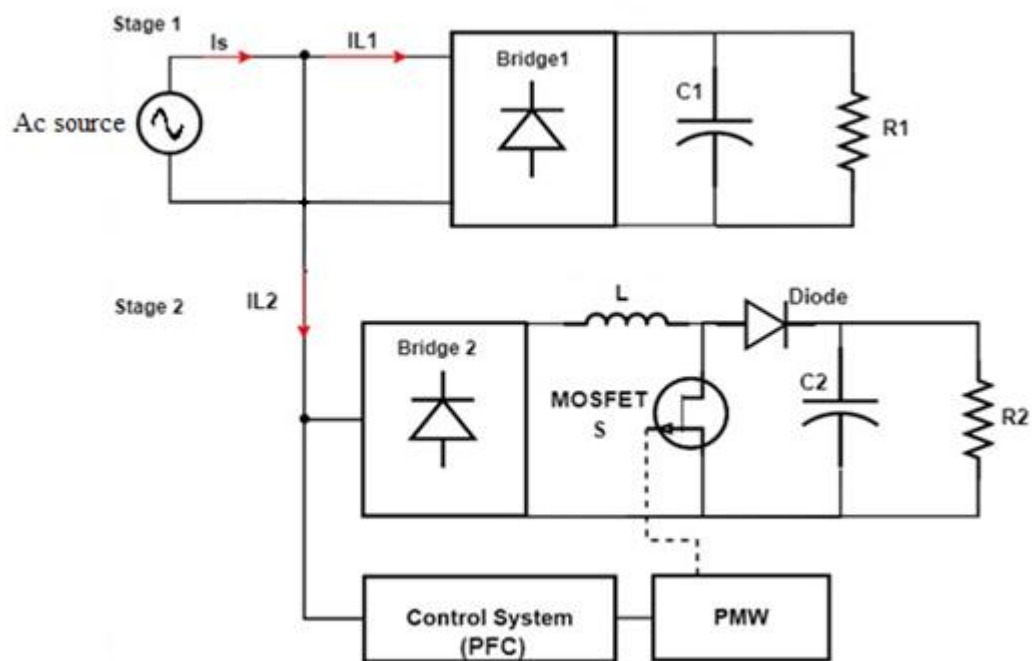 Stage 1
Is
IL1
Bridge1
C1
R1
Ac source
Stage 2
IL2
L
Diode
Bridge 2
MOSFET
S
C2
R2
Control System
(PFC)
PMW